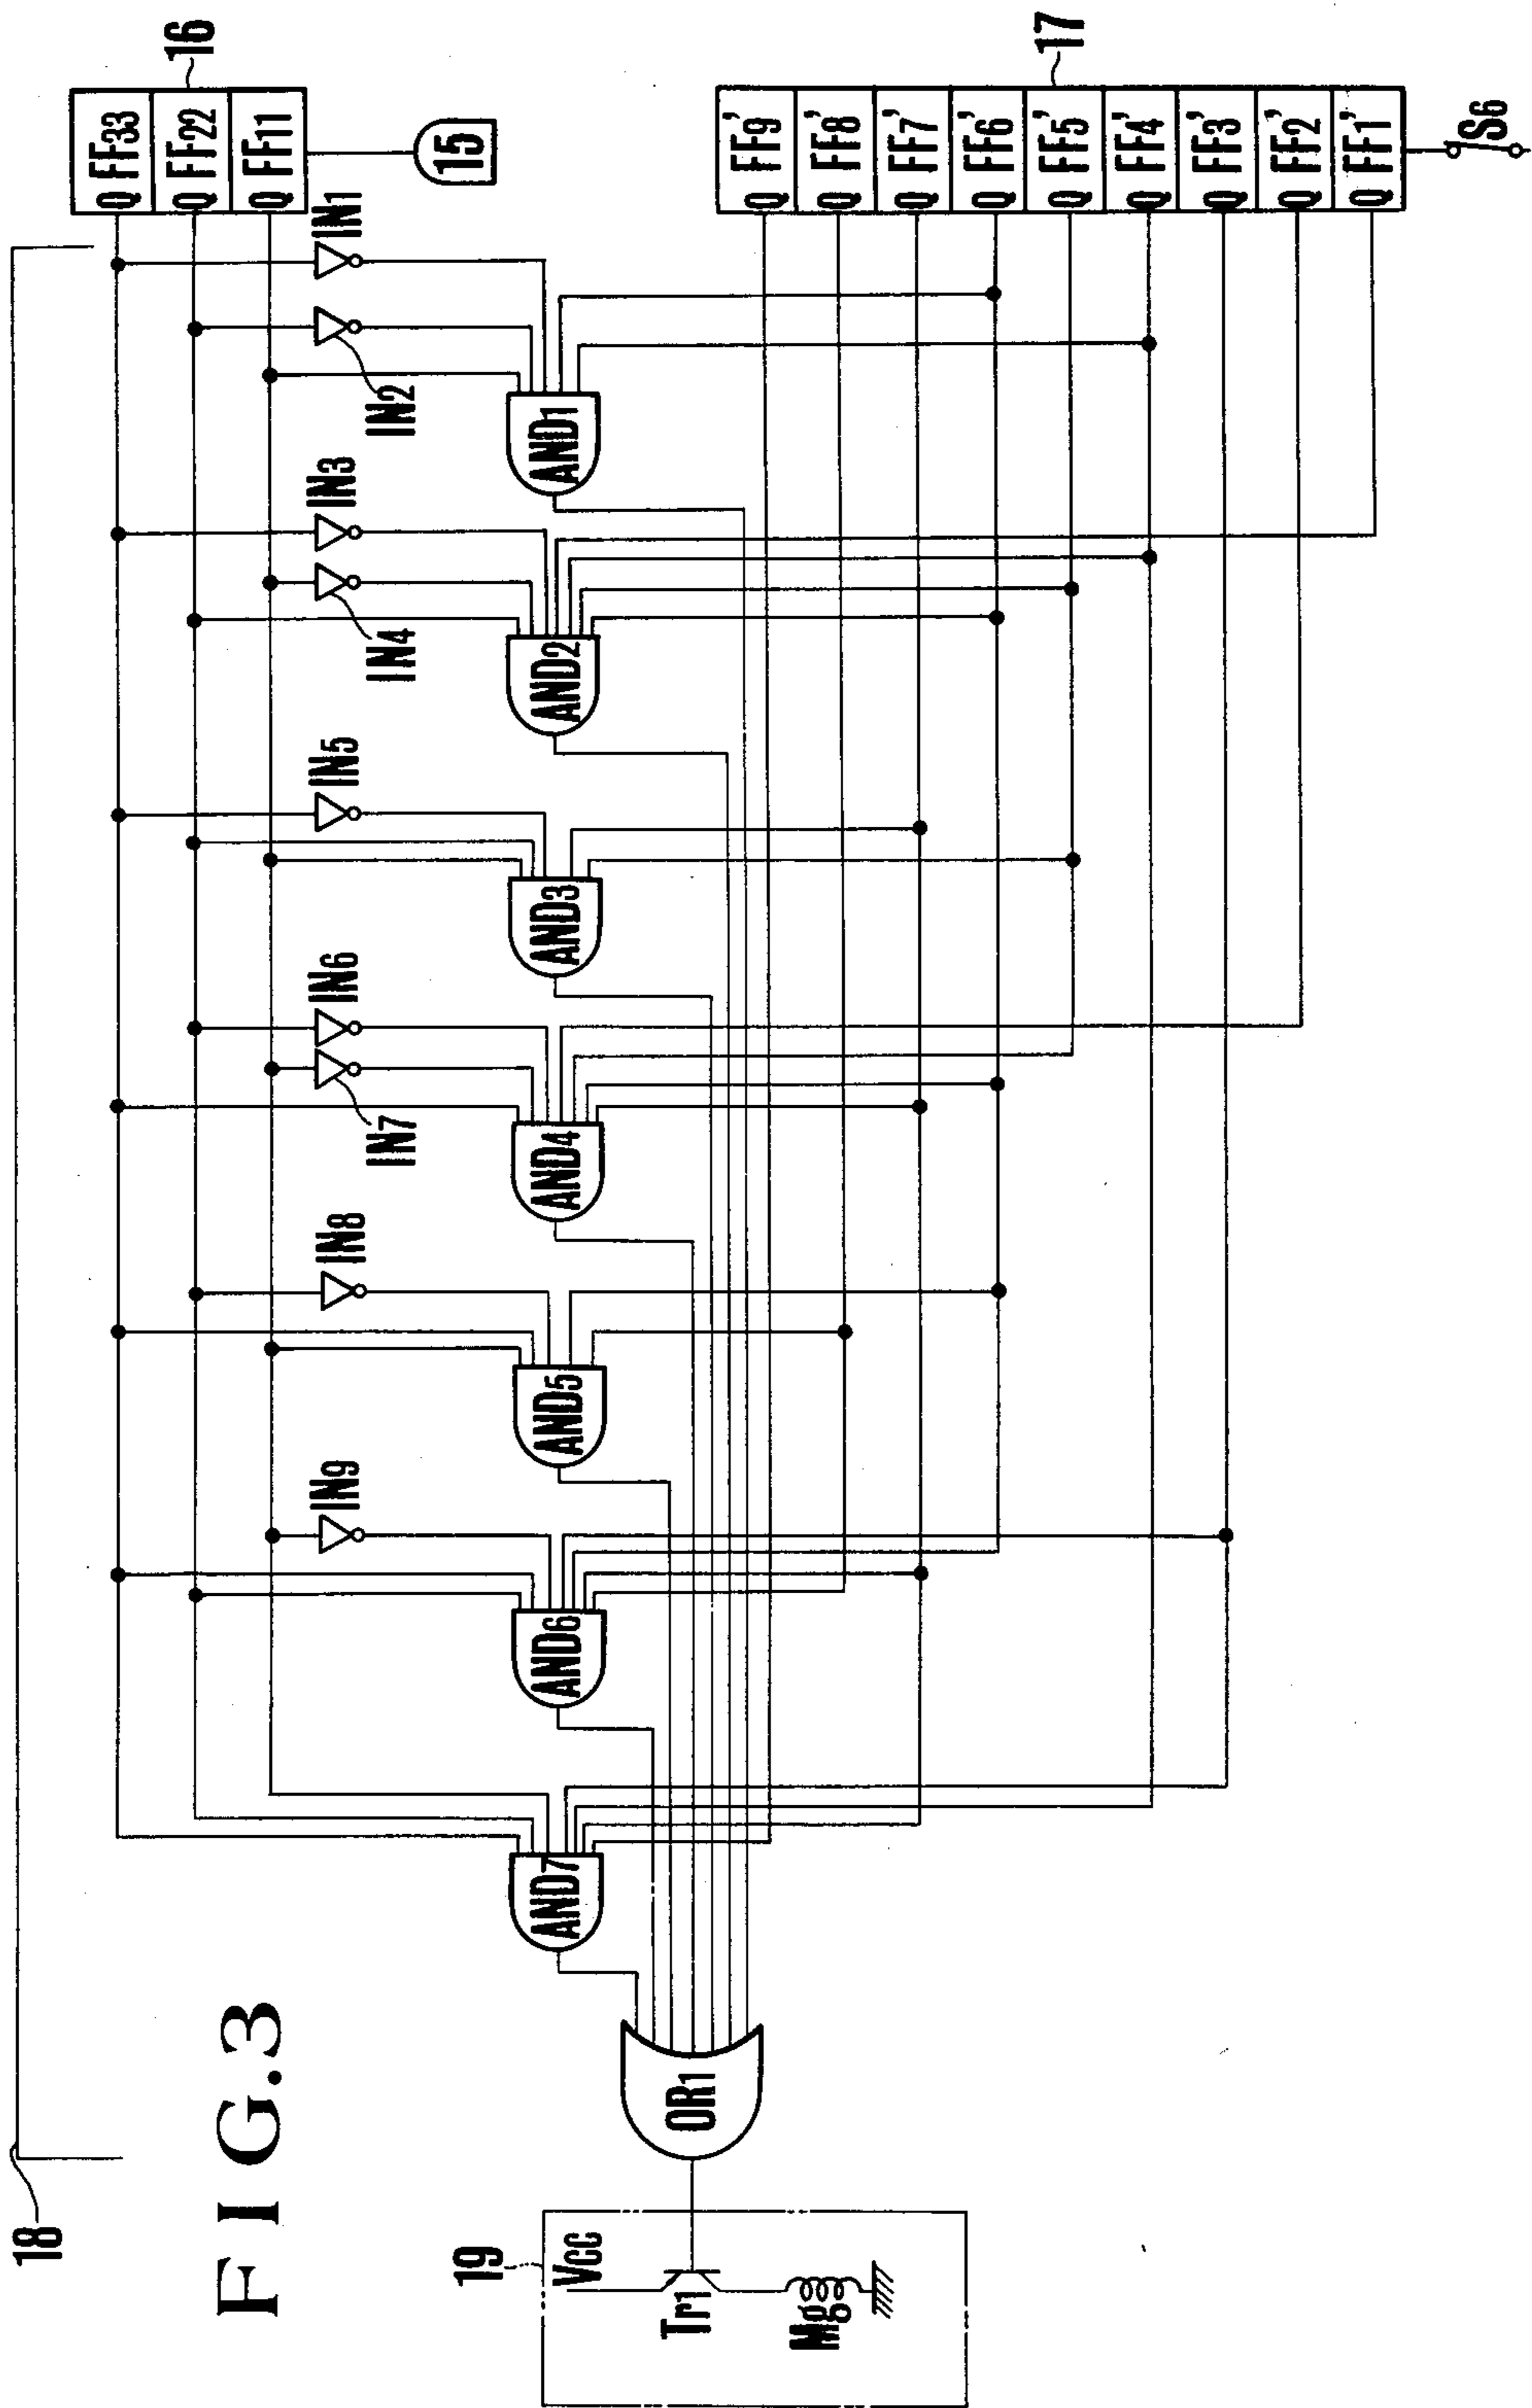 FIG.3
18
16
Q FF33
Q FF22
Q FF11
15
17
Q FF9'
Q FF8'
Q FF7'
Q FF6'
Q FF5'
Q FF4'
Q FF3'
Q FF2'
Q FF1'
S6
IN1
IN2
IN3
IN4
IN5
IN6
IN7
IN8
IN9
AND1
AND2
AND3
AND4
AND5
AND6
AND7
OR1
19
Vcc
Tr1
Mg